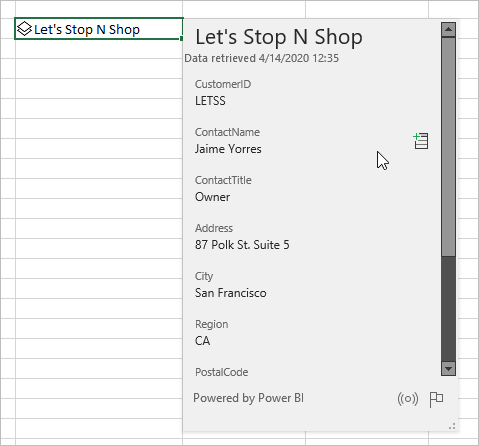 Let's Stop N Shop
Let's Stop N Shop
Data retrieved 4/14/2020 12:35
CustomerID
LETSS
ContactName
Jaime Yorres
ContactTitle
Owner
Address
87 Polk St. Suite 5
City
San Francisco
Region
CA
PostalCode
Powered by Power BI